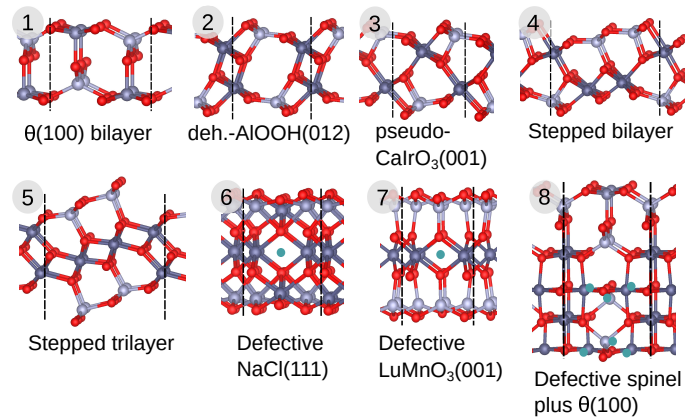 1
2
3
4
θ(100) bilayer
deh.-AlOOH(012)
pseudo-
CaIrO₃(001)
Stepped bilayer
5
6
7
8
Stepped trilayer
Defective
NaCl(111)
Defective
LuMnO₃(001)
Defective spinel
plus θ(100)